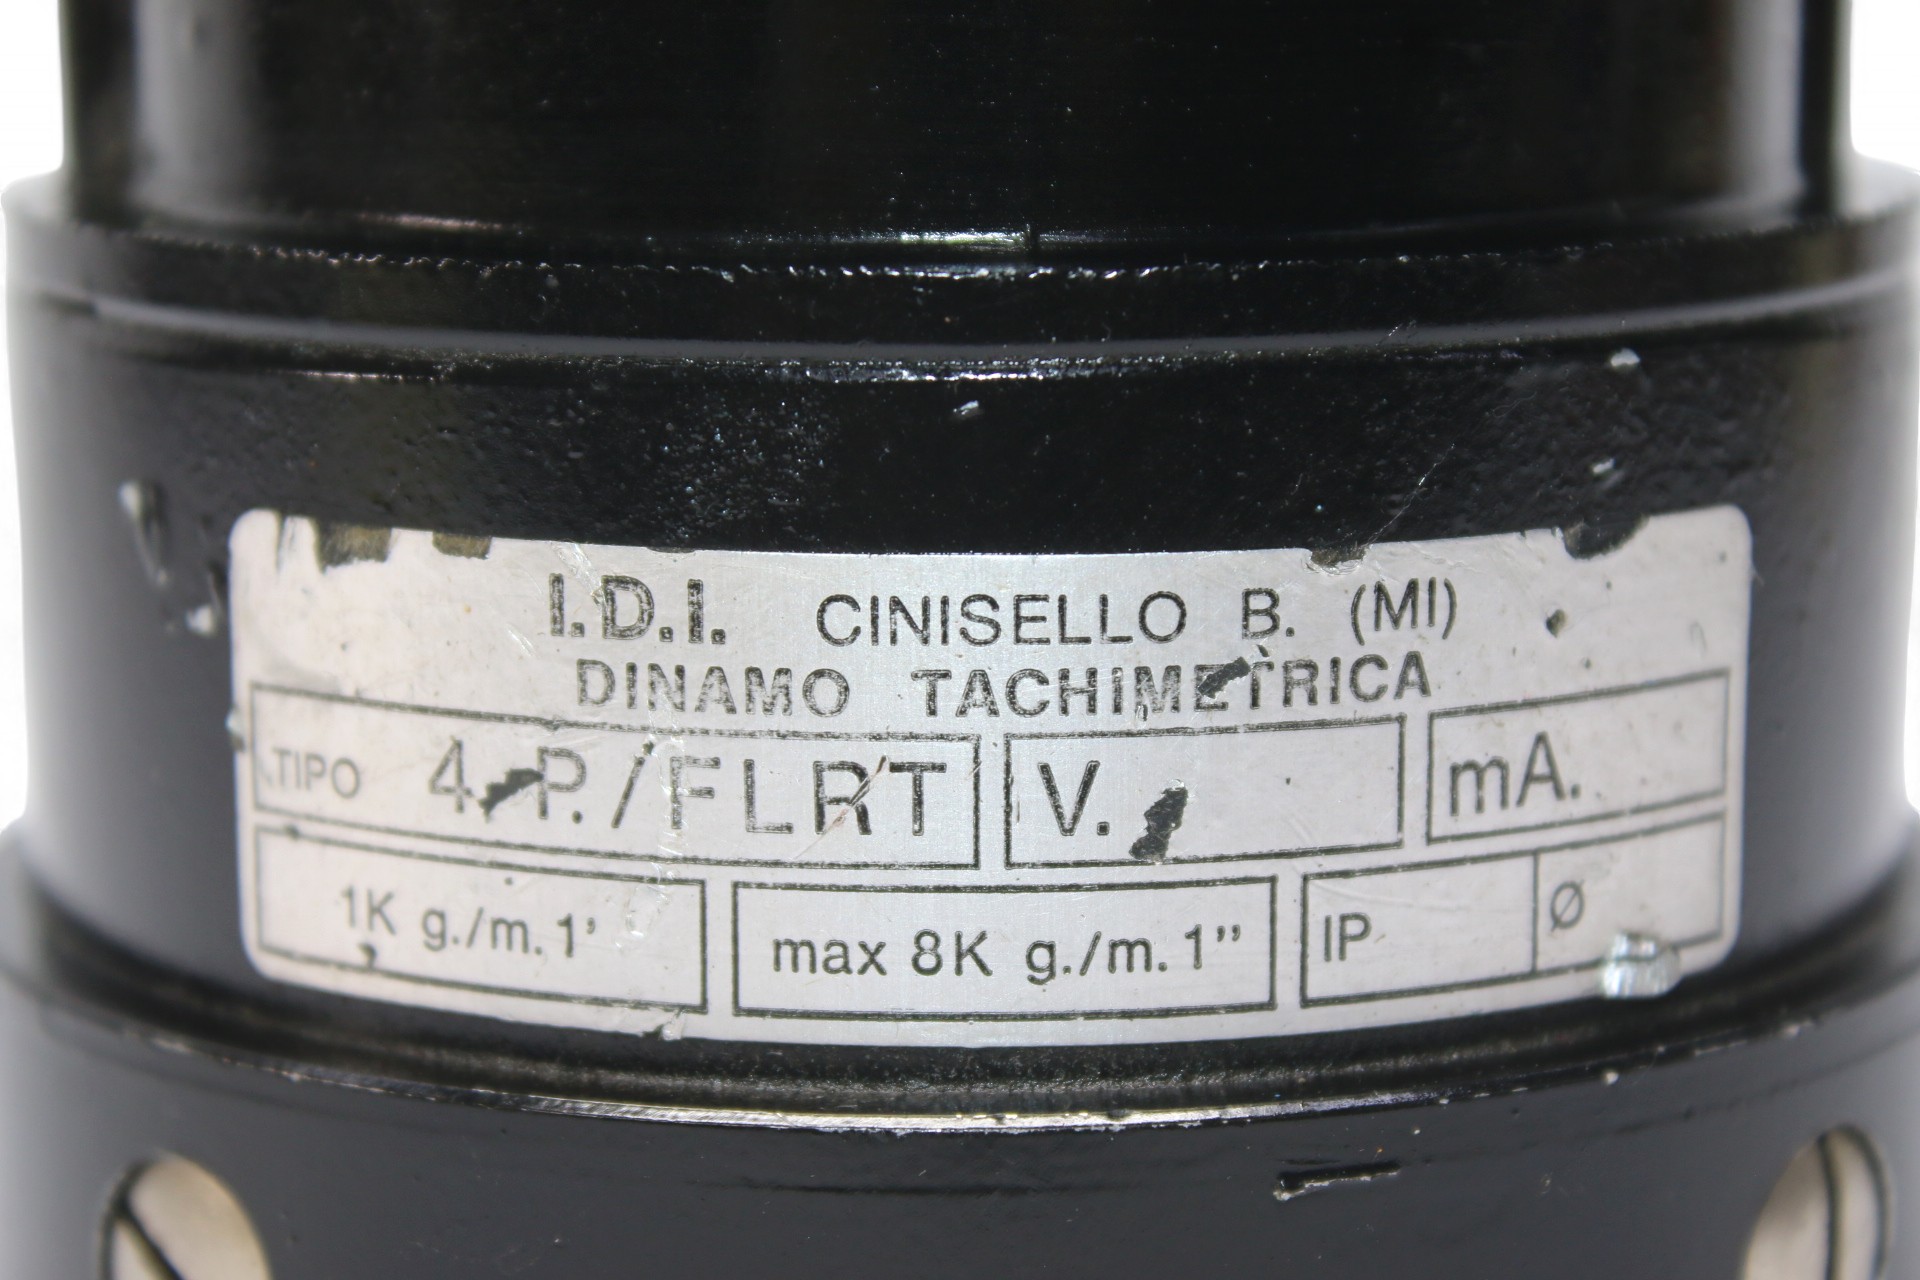 I.D.I. CINISELLO B. (MI)
DINAMO TACHIMETRICA
TIPO 4 P./FLRT V. mA.
1K g./m.1' max 8K g./m.1" IP Ø